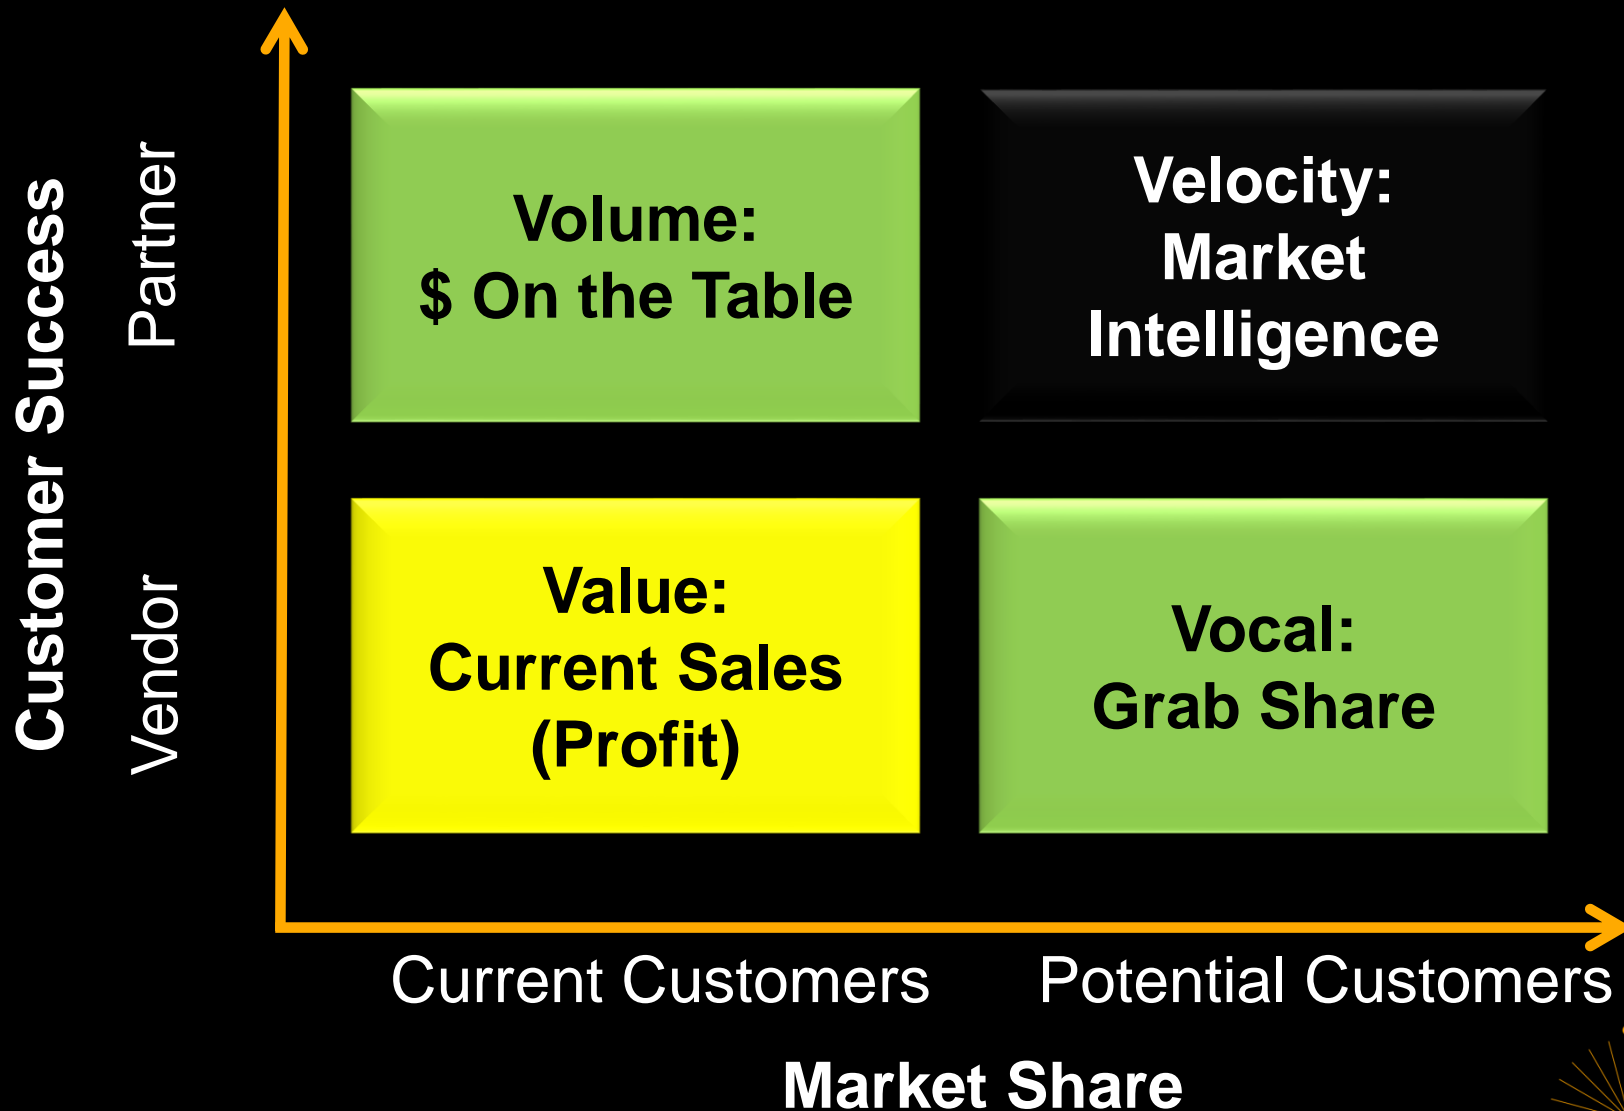 Customer Success
Partner
Vendor
Volume:
$ On the Table
Velocity:
Market
Intelligence
Value:
Current Sales
(Profit)
Vocal:
Grab Share
Current Customers
Potential Customers
Market Share